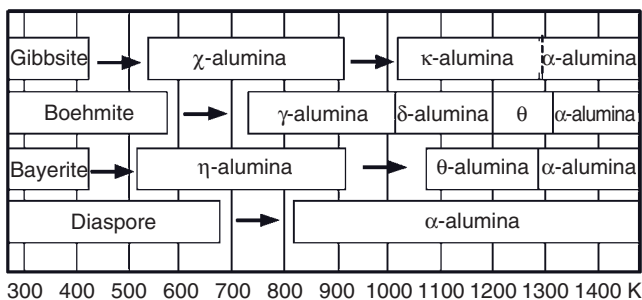 Gibbsite χ-alumina κ-alumina α-alumina
Boehmite γ-alumina δ-alumina θ α-alumina
Bayerite η-alumina θ-alumina α-alumina
Diaspore α-alumina
300 400 500 600 700 800 900 1000 1100 1200 1300 1400 K